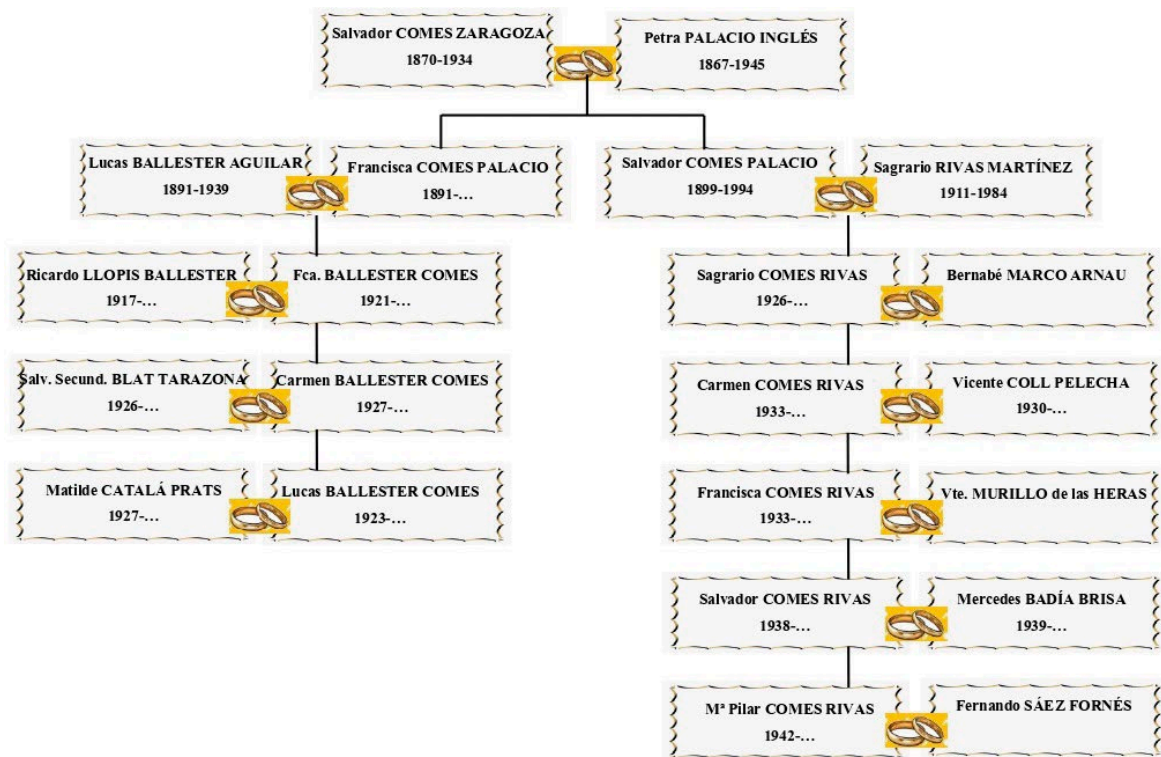 Salvador COMES ZARAGOZA
1870-1934
Petra PALACIO INGLÉS
1867-1945
Lucas BALLESTER AGUILAR
1891-1939
Francisca COMES PALACIO
1891-…
Salvador COMES PALACIO
1899-1994
Sagrario RIVAS MARTÍNEZ
1911-1984
Ricardo LLOPIS BALLESTER
1917-…
Fca. BALLESTER COMES
1921-…
Sagrario COMES RIVAS
1926-…
Bernabé MARCO ARNAU
Salv. Secund. BLAT TARAZONA
1926-…
Carmen BALLESTER COMES
1927-…
Carmen COMES RIVAS
1933-…
Vicente COLL PELECHA
1930-…
Matilde CATALÁ PRATS
1927-…
Lucas BALLESTER COMES
1923-…
Francisca COMES RIVAS
1933-…
Vte. MURILLO de las HERAS
Salvador COMES RIVAS
1938-…
Mercedes BADÍA BRISA
1939-…
Mª Pilar COMES RIVAS
1942-…
Fernando SÁEZ FORNÉS